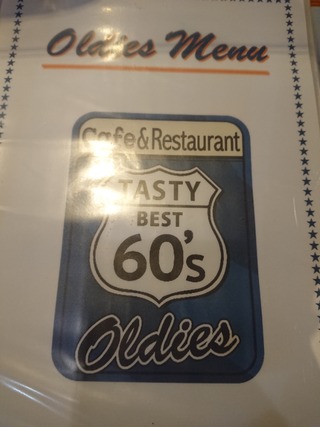 Oldies Menu
Cafe & Restaurant
TASTY
BEST
60's
Oldies